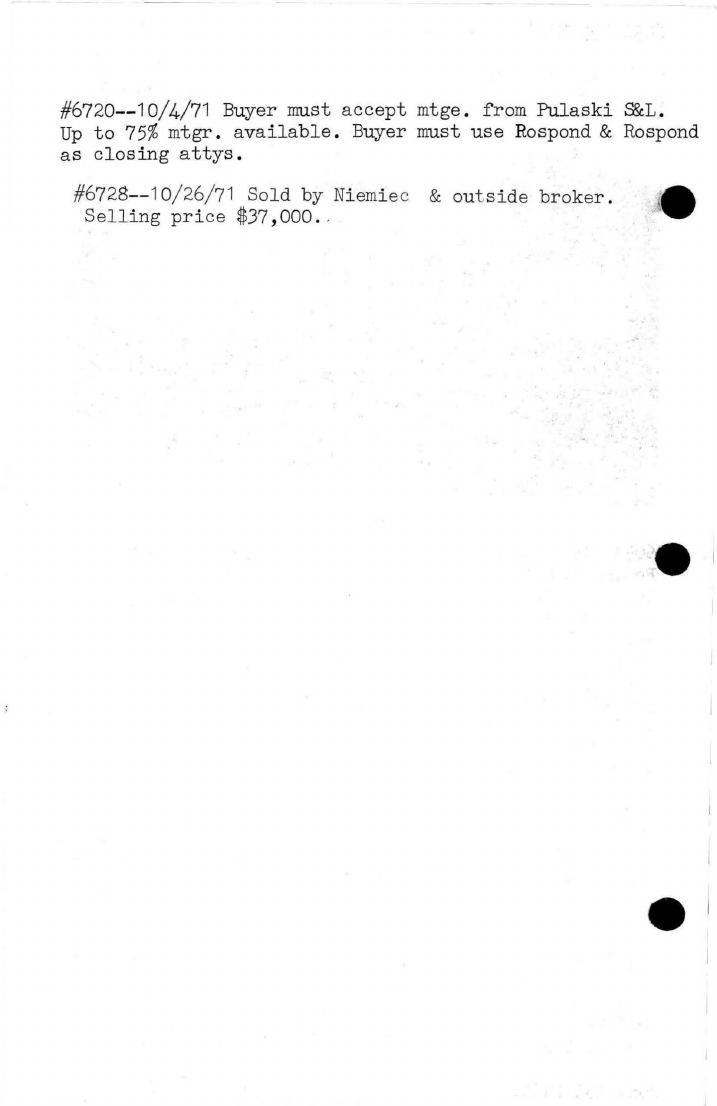 #6720--10/4/71 Buyer must accept mtge. from Pulaski S&L.
Up to 75% mtgr. available. Buyer must use Rospond & Rospond
as closing attys.
#6728--10/26/71 Sold by Niemiec & outside broker.
Selling price $37,000..